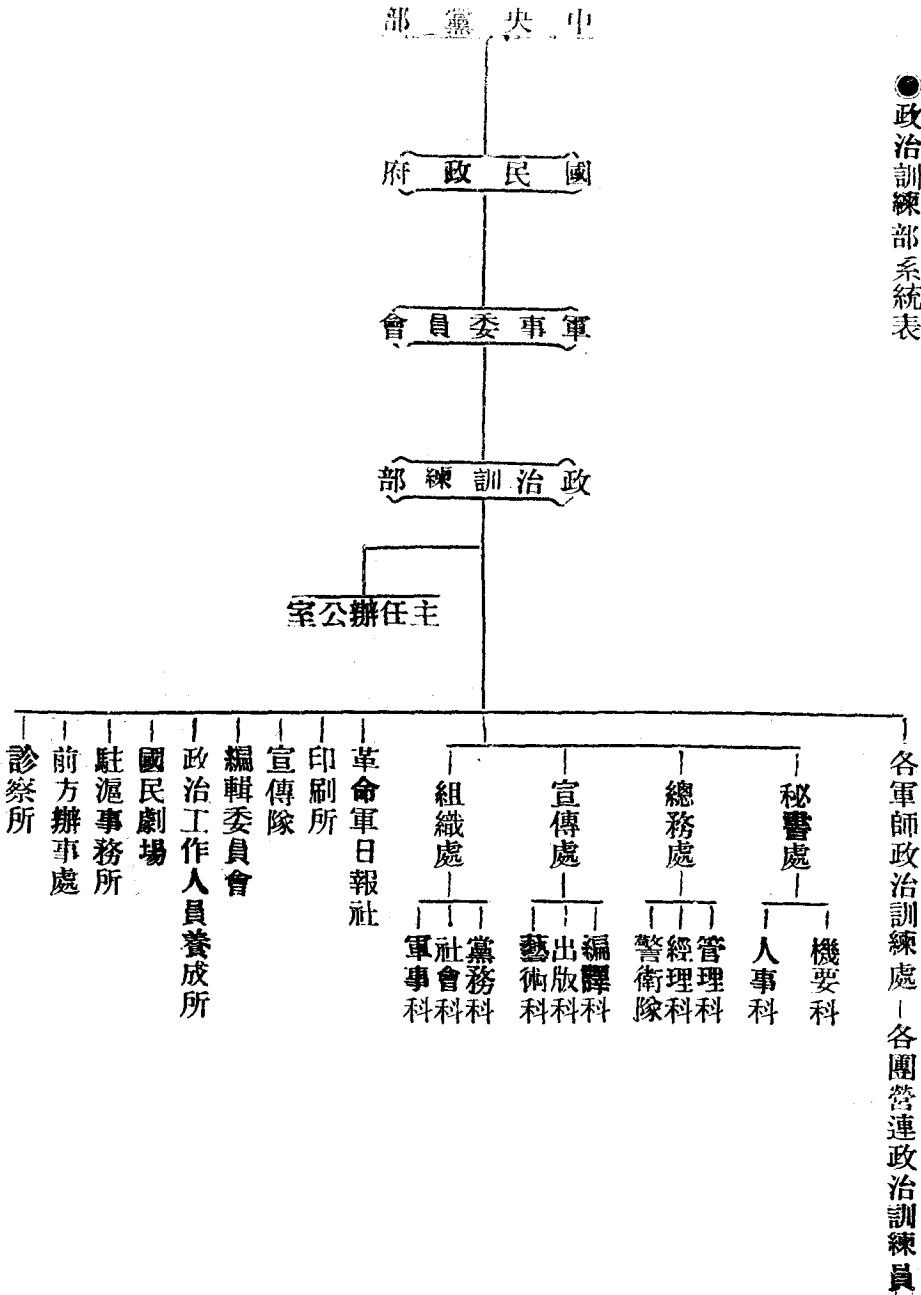 ●政治訓練部系統表
中央黨部
國民政府
軍事委員會
政治訓練部
主任辦公室
各軍師政治訓練處－各團營連政治訓練員
秘書處
機要科
人事科
總務處
管理科
經理科
警衛隊
宣傳處
編譯科
出版科
藝術科
組織處
黨務科
社會科
軍事科
革命軍日報社
印刷所
宣傳隊
編輯委員會
政治工作人員養成所
國民劇場
駐滬事務所
前方辦事處
診察所